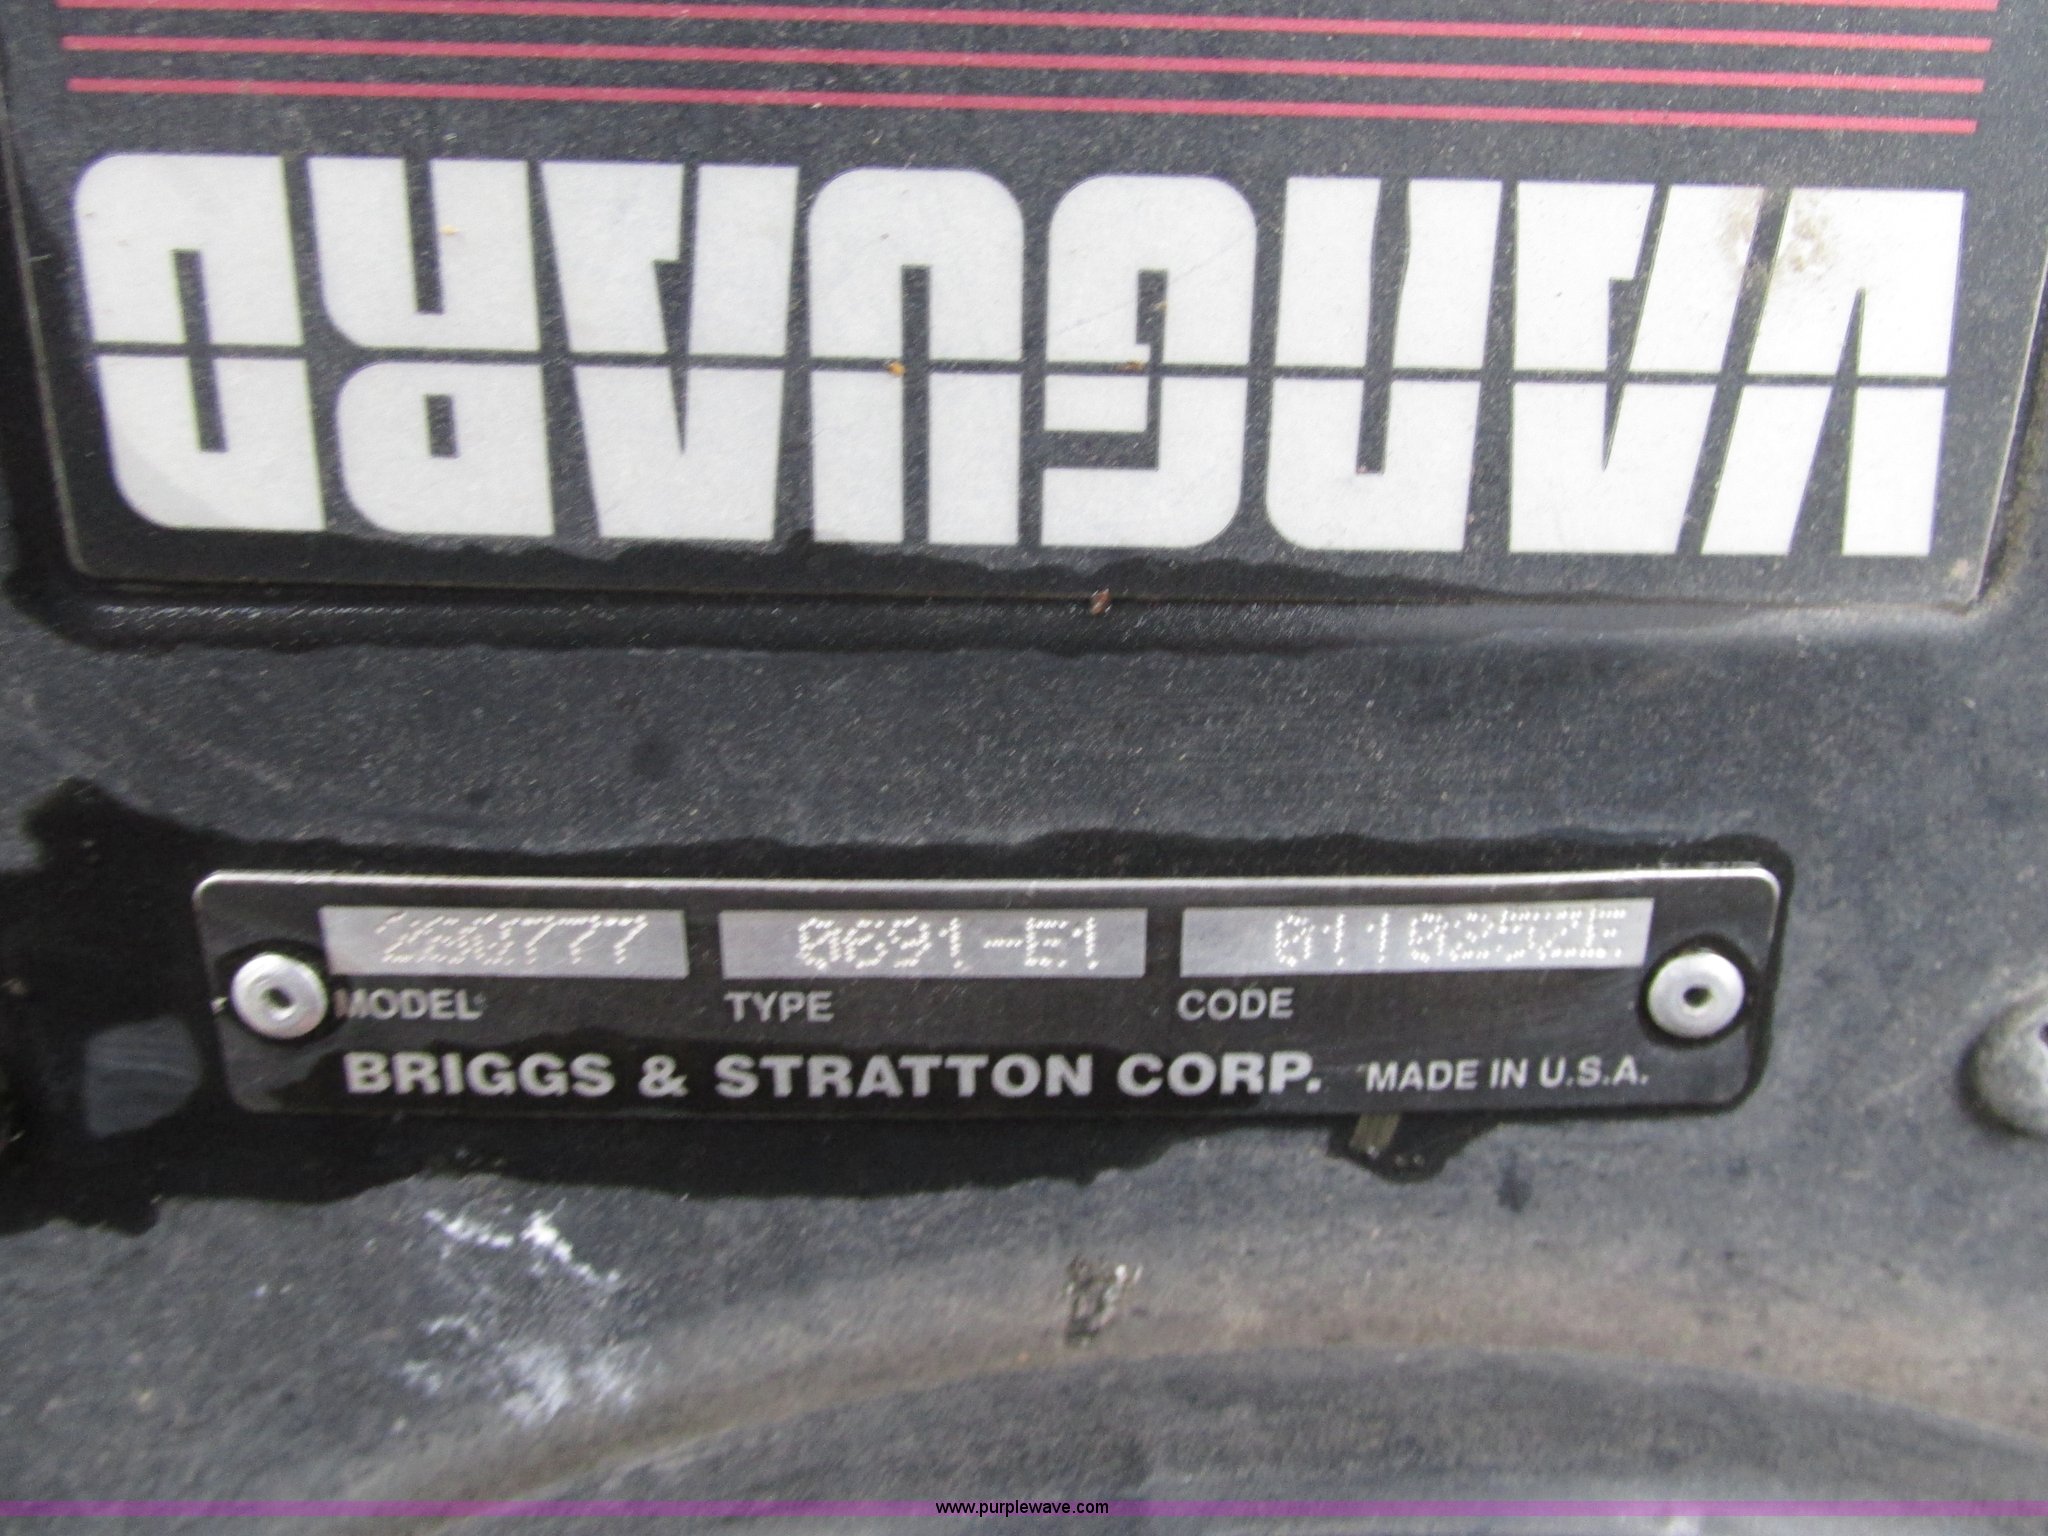 VANGUARD
0691-E1
MODEL TYPE CODE
BRIGGS & STRATTON CORP. MADE IN U.S.A.
www.purplewave.com